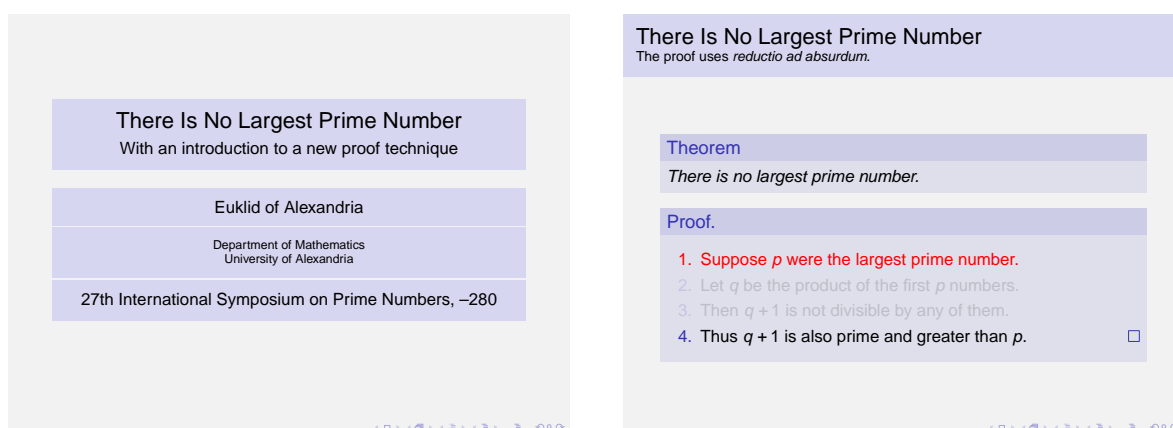 There Is No Largest Prime Number
With an introduction to a new proof technique
Euklid of Alexandria
Department of Mathematics
University of Alexandria
27th International Symposium on Prime Numbers, –280
There Is No Largest Prime Number
The proof uses reductio ad absurdum.
Theorem
There is no largest prime number.
Proof.
1. Suppose p were the largest prime number.
2. Let q be the product of the first p numbers.
3. Then q + 1 is not divisible by any of them.
4. Thus q + 1 is also prime and greater than p.